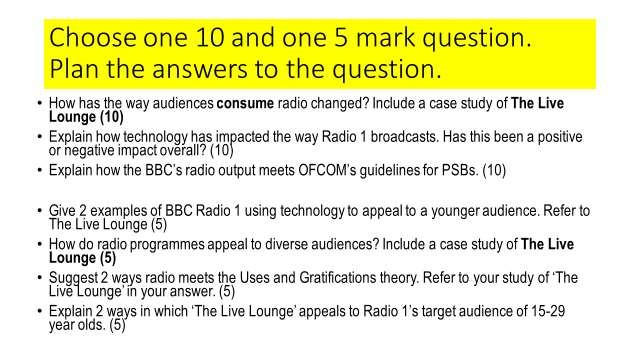 Choose one 10 and one 5 mark question.
Plan the answers to the question.
• How has the way audiences consume radio changed? Include a case study of The Live
Lounge (10)
• Explain how technology has impacted the way Radio 1 broadcasts. Has this been a positive
or negative impact overall? (10)
• Explain how the BBC's radio output meets OFCOM's guidelines for PSBs. (10)
• Give 2 examples of BBC Radio 1 using technology to appeal to a younger audience. Refer to
The Live Lounge (5)
• How do radio programmes appeal to diverse audiences? Include a case study of The Live
Lounge (5)
• Suggest 2 ways radio meets the Uses and Gratifications theory. Refer to your study of 'The
Live Lounge' in your answer. (5)
• Explain 2 ways in which 'The Live Lounge' appeals to Radio 1's target audience of 15-29
year olds. (5)